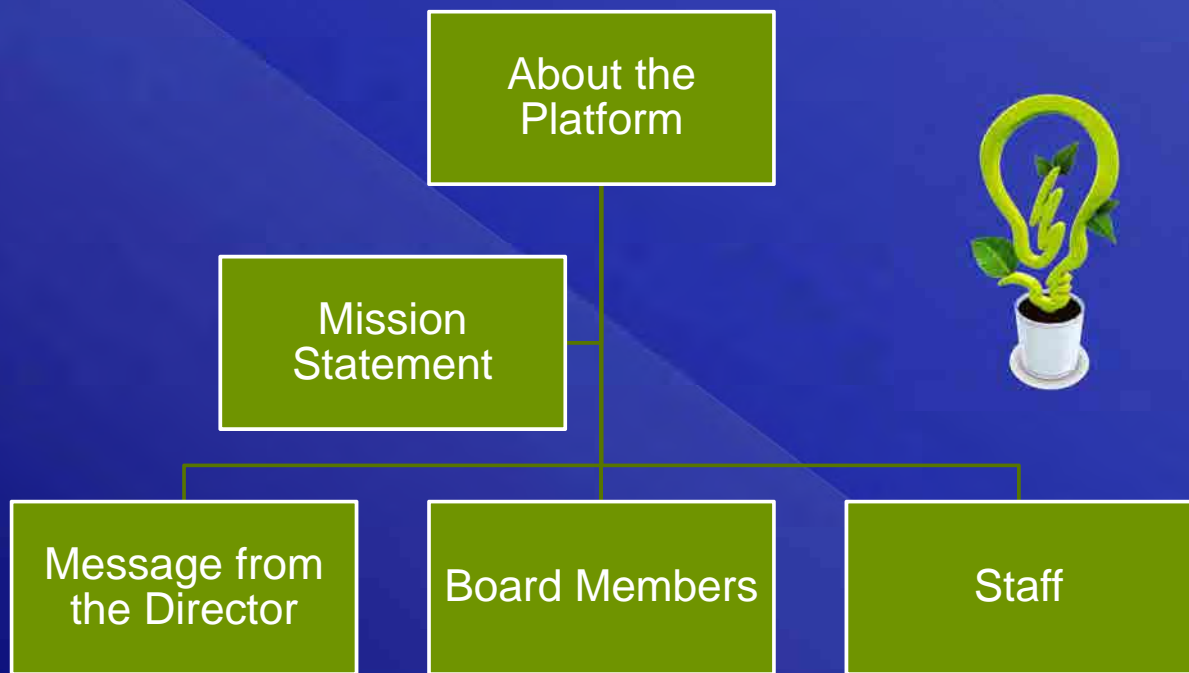 About the
Platform
Mission
Statement
Message from
the Director
Board Members
Staff